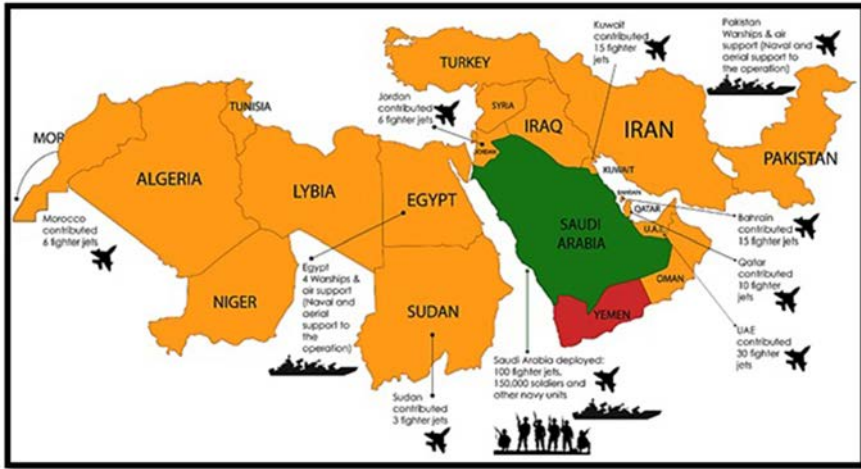 Kuwait
contributed
15 fighter
jets
Pakistan
Warships & air
support (Naval and
aerial support to
the operation)
TURKEY
Jordan
contributed
6 fighter jets
SYRIA
IRAQ
IRAN
JORDAN
KUWAIT
PAKISTAN
MOR
TUNISIA
ALGERIA
LYBIA
EGYPT
SAUDI
ARABIA
BAHRAIN
QATAR
U.A.E
OMAN
YEMEN
Bahrain
contributed
15 fighter jets
Morocco
contributed
6 fighter jets
Qatar
contributed
10 fighter
jets
Egypt
4 Warships &
air support
(Naval and
aerial
support to
the
operation)
NIGER
SUDAN
UAE
contributed
30 fighter
jets
Saudi Arabia deployed:
100 fighter jets,
150,000 soldiers and
other navy units
Sudan
contributed
3 fighter jets